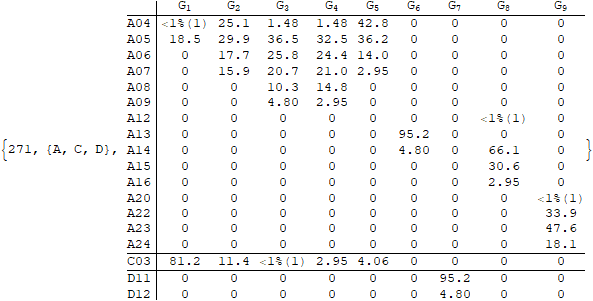 G1 G2 G3 G4 G5 G6 G7 G8 G9
A04 <1%(1) 25.1 1.48 1.48 42.8 0 0 0 0
A05 18.5 29.9 36.5 32.5 36.2 0 0 0 0
A06 0 17.7 25.8 24.4 14.0 0 0 0 0
A07 0 15.9 20.7 21.0 2.95 0 0 0 0
A08 0 0 10.3 14.8 0 0 0 0 0
A09 0 0 4.80 2.95 0 0 0 0 0
A12 0 0 0 0 0 0 0 <1%(1) 0
A13 0 0 0 0 0 95.2 0 0 0
{271, {A, C, D}, A14 0 0 0 0 0 4.80 0 66.1 0 }
A15 0 0 0 0 0 0 0 30.6 0
A16 0 0 0 0 0 0 0 2.95 0
A20 0 0 0 0 0 0 0 0 <1%(1)
A22 0 0 0 0 0 0 0 0 33.9
A23 0 0 0 0 0 0 0 0 47.6
A24 0 0 0 0 0 0 0 0 18.1
C03 81.2 11.4 <1%(1) 2.95 4.06 0 0 0 0
D11 0 0 0 0 0 0 95.2 0 0
D12 0 0 0 0 0 0 4.80 0 0